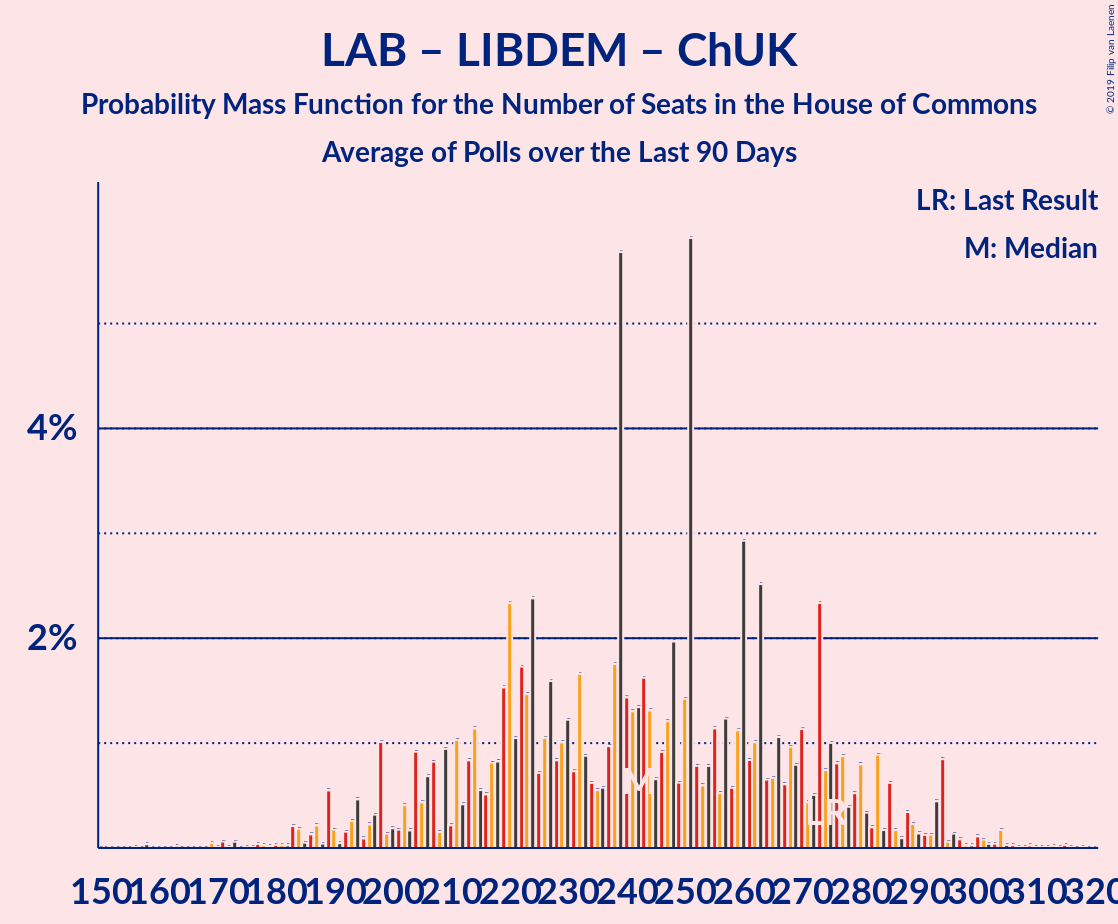 LAB – LIBDEM – ChUK
Probability Mass Function for the Number of Seats in the House of Commons
Average of Polls over the Last 90 Days
© 2019 Filip van Laenen
LR: Last Result
M: Median
4%
2%
M
LR
150 160 170 180 190 200 210 220 230 240 250 260 270 280 290 300 310 320